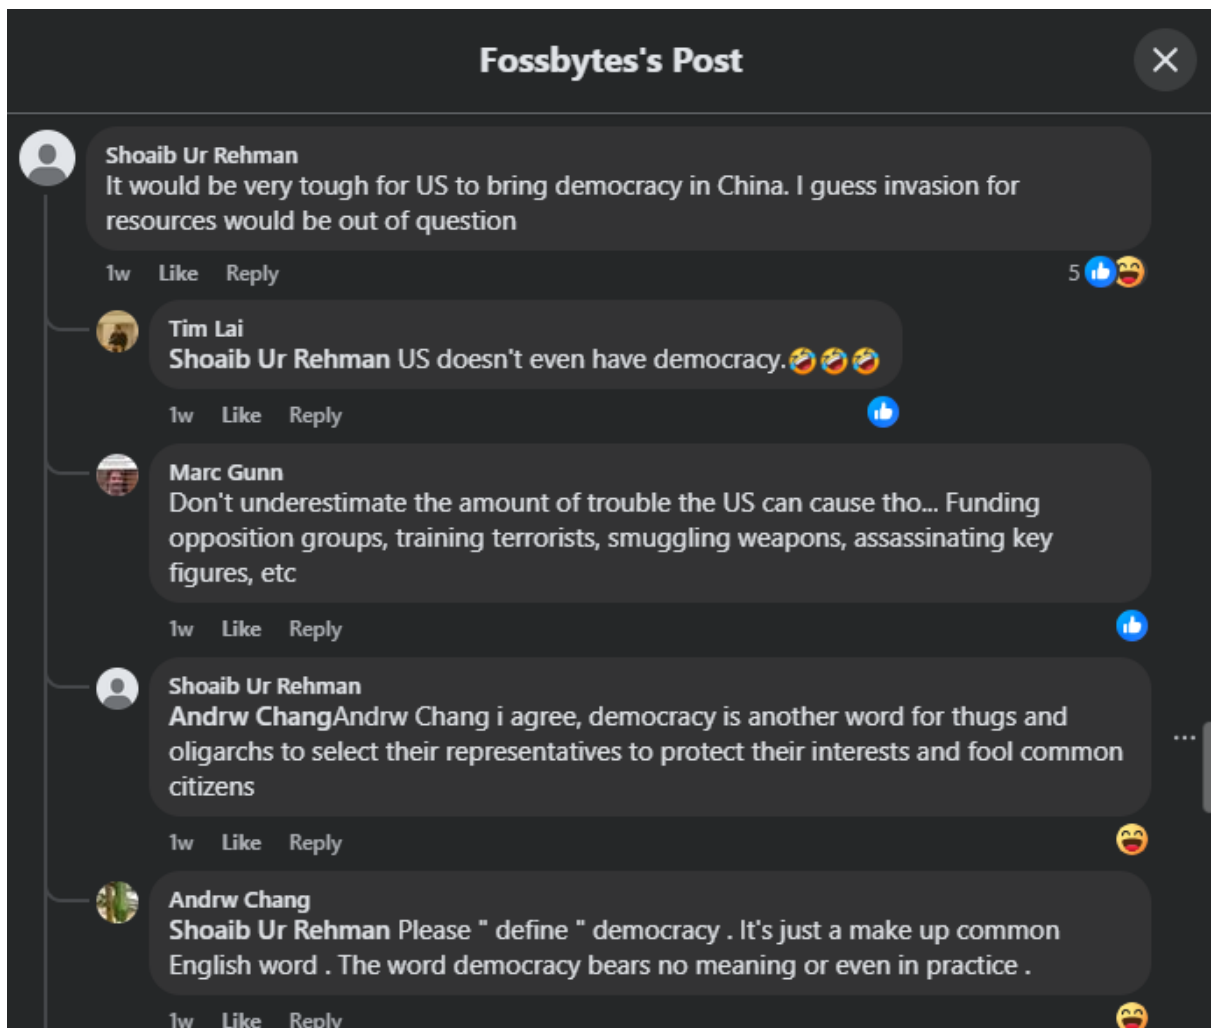 Fossbytes's Post
Shoaib Ur Rehman
It would be very tough for US to bring democracy in China. I guess invasion for
resources would be out of question
1w Like Reply 5
Tim Lai
Shoaib Ur Rehman US doesn't even have democracy.🤣🤣🤣
1w Like Reply
Marc Gunn
Don't underestimate the amount of trouble the US can cause tho... Funding
opposition groups, training terrorists, smuggling weapons, assassinating key
figures, etc
1w Like Reply
Shoaib Ur Rehman
Andrw ChangAndrw Chang i agree, democracy is another word for thugs and
oligarchs to select their representatives to protect their interests and fool common
citizens
1w Like Reply
Andrw Chang
Shoaib Ur Rehman Please " define " democracy . It's just a make up common
English word . The word democracy bears no meaning or even in practice .
1w Like Reply